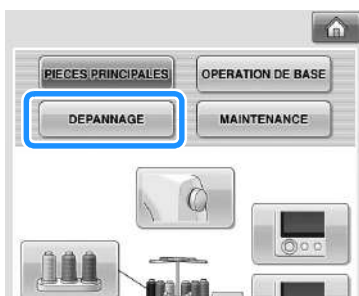 PIECES PRINCIPALES
OPERATION DE BASE
DEPANNAGE
MAINTENANCE